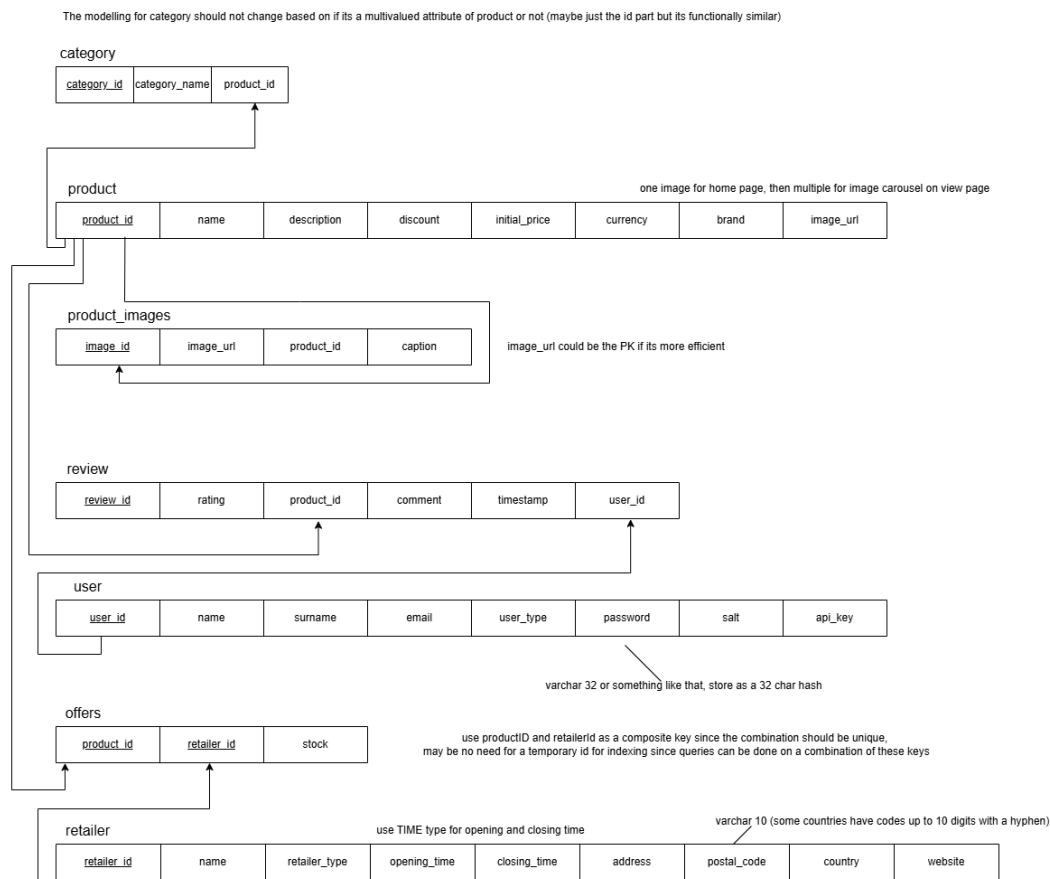 The modelling for category should not change based on if its a multivalued attribute of product or not (maybe just the id part but its functionally similar)
category
category_id category_name product_id
product
one image for home page, then multiple for image carousel on view page
product_id name description discount initial_price currency brand image_url
product_images
image_id image_url product_id caption
image_url could be the PK if its more efficient
review
review_id rating product_id comment timestamp user_id
user
user_id name surname email user_type password salt api_key
varchar 32 or something like that, store as a 32 char hash
offers
product_id retailer_id stock
use productID and retailerId as a composite key since the combination should be unique,
may be no need for a temporary id for indexing since queries can be done on a combination of these keys
retailer
use TIME type for opening and closing time
varchar 10 (some countries have codes up to 10 digits with a hyphen)
retailer_id name retailer_type opening_time closing_time address postal_code country website